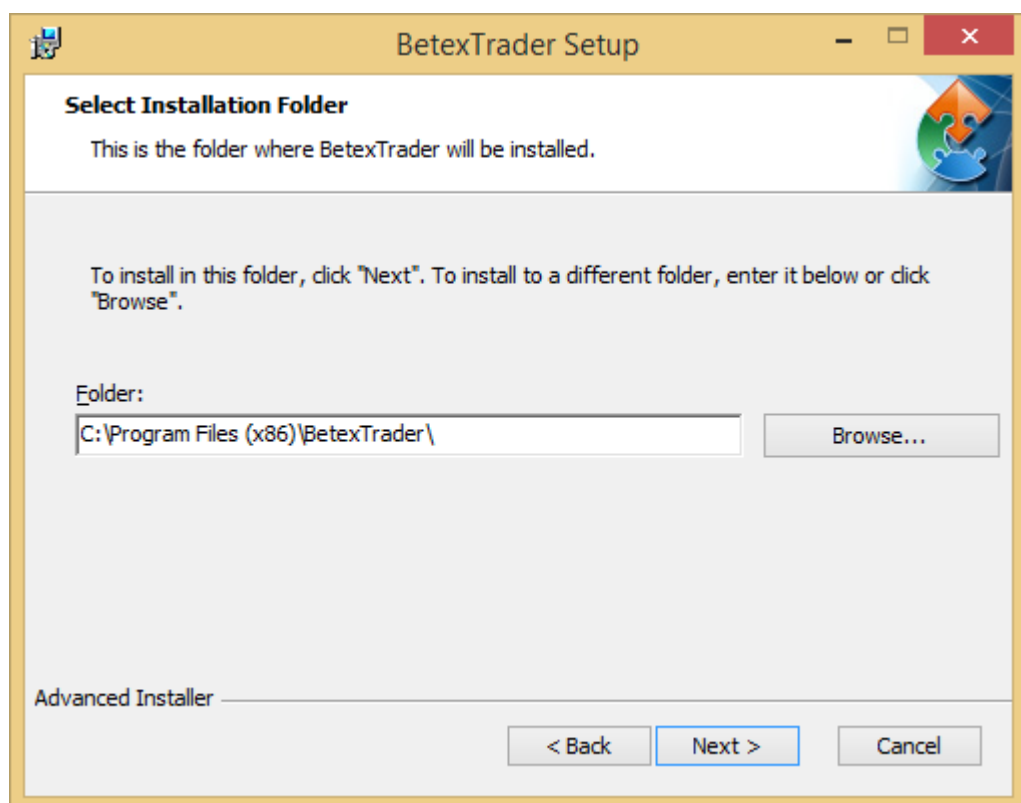 BetexTrader Setup
Select Installation Folder
This is the folder where BetexTrader will be installed.
To install in this folder, click "Next". To install to a different folder, enter it below or click
"Browse".
Folder:
C:\Program Files (x86)\BetexTrader\
Browse...
Advanced Installer
< Back
Next >
Cancel